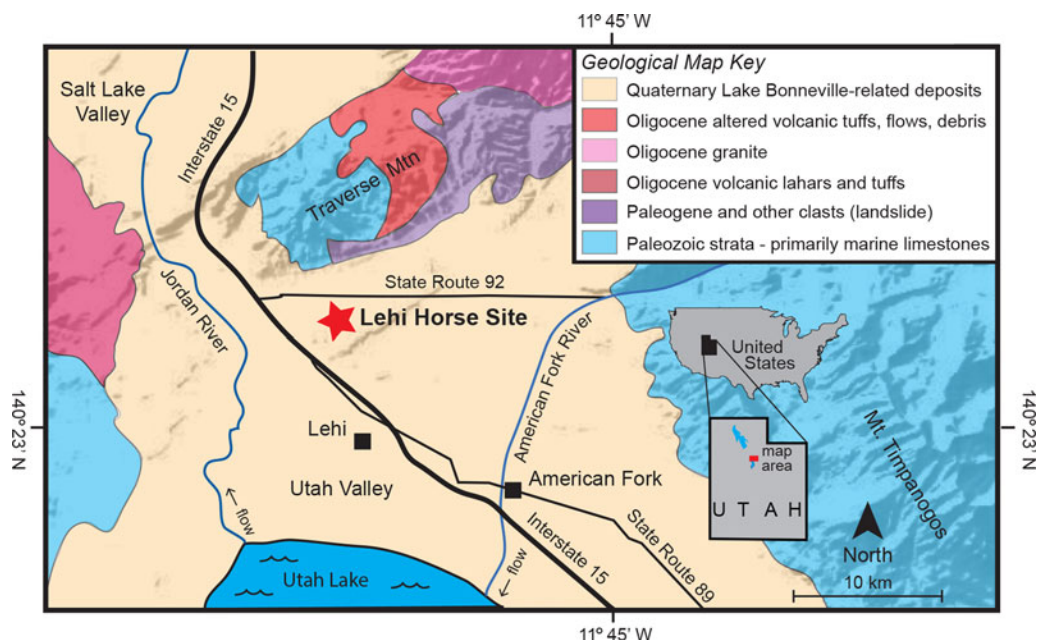 11° 45' W
Salt Lake
Valley
Interstate 15
Traverse Mtn
Geological Map Key
Quaternary Lake Bonneville-related deposits
Oligocene altered volcanic tuffs, flows, debris
Oligocene granite
Oligocene volcanic lahars and tuffs
Paleogene and other clasts (landslide)
Paleozoic strata - primarily marine limestones
State Route 92
Jordan River
Lehi Horse Site
American Fork River
United
States
140° 23' N
140° 23' N
Lehi
Utah Valley
American Fork
map
area
UTAH
Mt. Timpanogos
← flow
Utah Lake
← flow
Interstate 15
State Route 89
North
10 km
11° 45' W